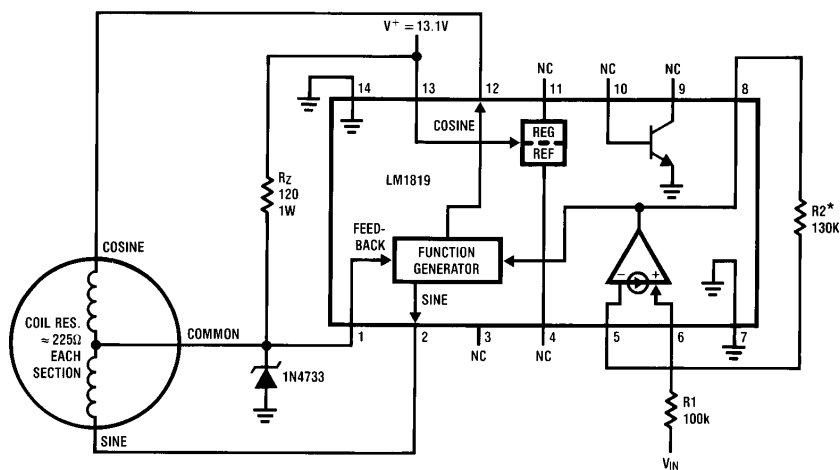 V+ = 13.1V
NC
NC
NC
14
13
12
11
10
9
8
COSINE
REG
REF
LM1819
RZ
120
1W
R2*
130K
FEED-
BACK
FUNCTION
GENERATOR
− +
COSINE
SINE
COIL RES.
≈ 225Ω
EACH
SECTION
COMMON
1
2
3
4
5
6
7
NC
NC
1N4733
R1
100k
SINE
VIN